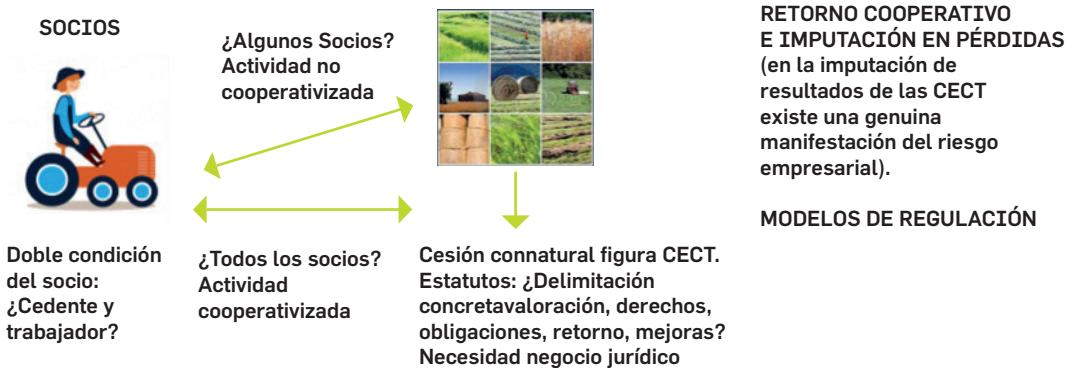 SOCIOS
¿Algunos Socios?
Actividad no
cooperativizada
RETORNO COOPERATIVO
E IMPUTACIÓN EN PÉRDIDAS
(en la imputación de
resultados de las CECT
existe una genuina
manifestación del riesgo
empresarial).
MODELOS DE REGULACIÓN
Doble condición
del socio:
¿Cedente y
trabajador?
¿Todos los socios?
Actividad
cooperativizada
Cesión connatural figura CECT.
Estatutos: ¿Delimitación
concretavaloración, derechos,
obligaciones, retorno, mejoras?
Necesidad negocio jurídico